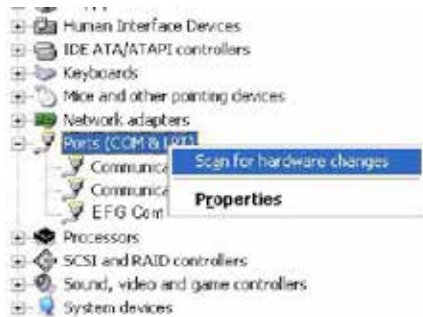 Human Interface Devices
IDE ATA/ATAPI controllers
Keyboards
Mice and other pointing devices
Network adapters
Ports (COM & LPT)
Scan for hardware changes
Communica
Communica
Properties
EFG Com
Processors
SCSI and RAID controllers
Sound, video and game controllers
System devices